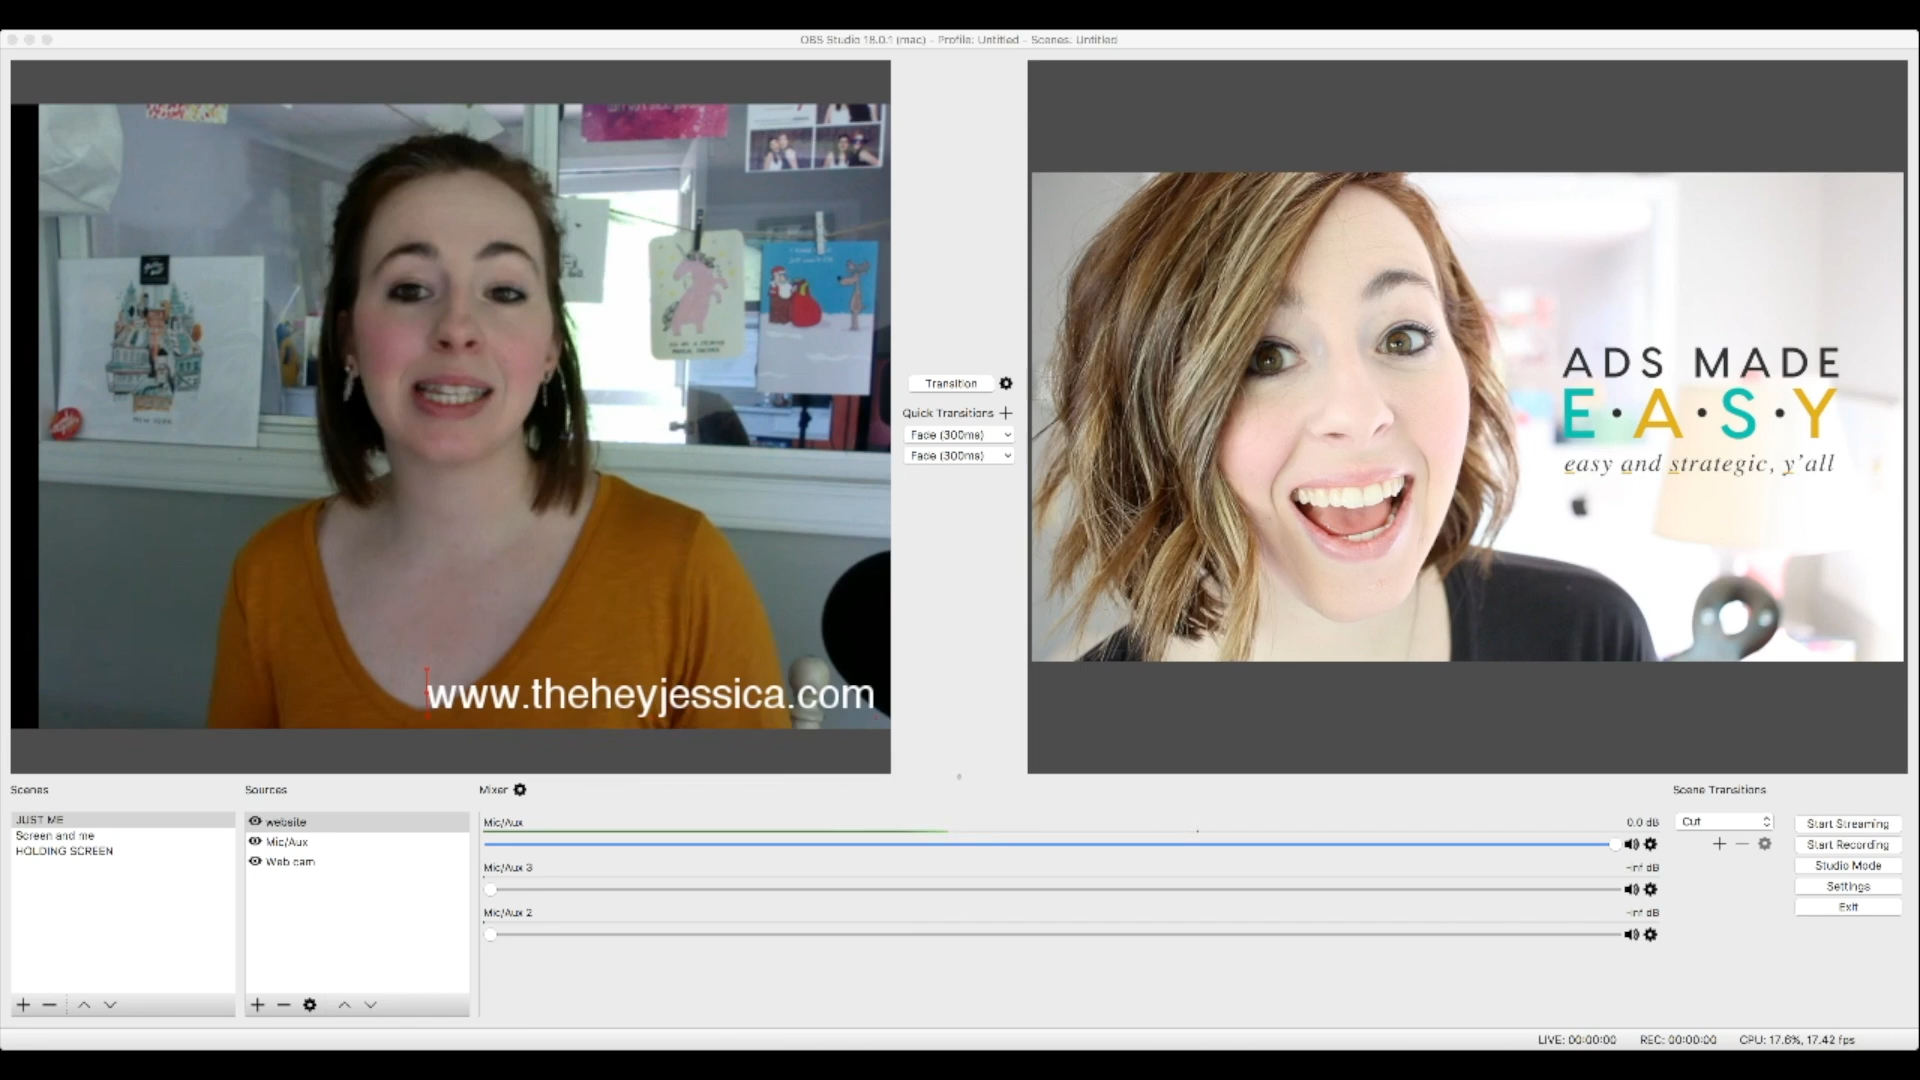 OBS Studio 18.0.1 (mac) - Profile: Untitled - Scenes: Untitled
NEW YORK
www.theheyjessica.com
Transition
Quick Transitions
Fade (300ms)
Fade (300ms)
ADS MADE
E·A·S·Y
easy and strategic, y'all
Scenes
JUST ME
Screen and me
HOLDING SCREEN
Sources
website
Mic/Aux
Web cam
Mixer
Mic/Aux 0.0 dB
Mic/Aux 3 -inf dB
Mic/Aux 2 -inf dB
Scene Transitions
Cut
Start Streaming
Start Recording
Studio Mode
Settings
Exit
LIVE: 00:00:00 REC: 00:00:00 CPU: 17.6%, 17.42 fps